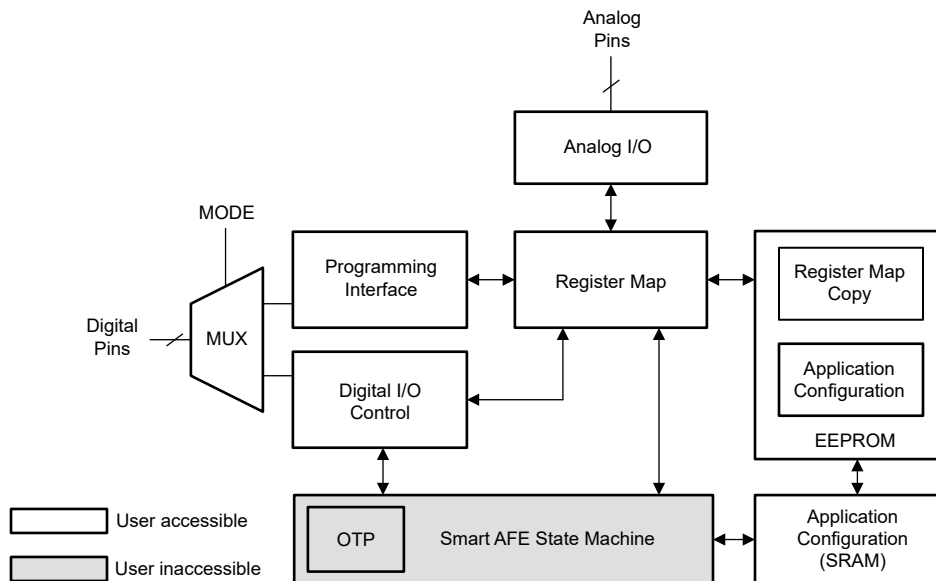 Analog
Pins
Analog I/O
MODE
Programming
Interface
Register Map
Register Map
Copy
Digital
Pins
MUX
Digital I/O
Control
Application
Configuration
EEPROM
User accessible
OTP
Smart AFE State Machine
Application
Configuration
(SRAM)
User inaccessible